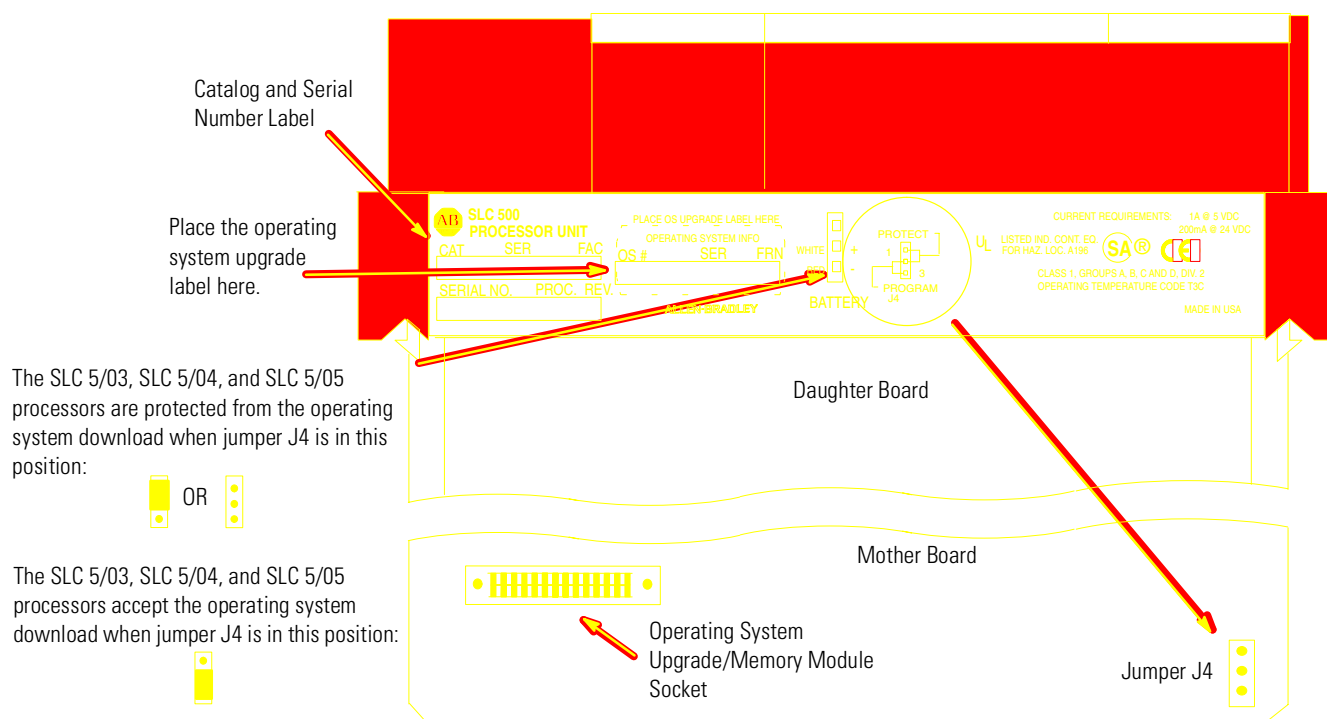 Catalog and Serial
Number Label
Place the operating
system upgrade
label here.
AB
SLC 500
PROCESSOR UNIT
CAT
SER
FAC
SERIAL NO.
PROC. REV.
PLACE OS UPGRADE LABEL HERE
OPERATING SYSTEM INFO
OS #
SER
FRN
ALLEN-BRADLEY
WHITE
+
RED
-
BATTERY
PROTECT
1
3
PROGRAM
J4
UL
LISTED IND. CONT. EQ.
FOR HAZ. LOC. A196
SA ®
CE
CURRENT REQUIREMENTS: 1A @ 5 VDC
200mA @ 24 VDC
CLASS 1, GROUPS A, B, C AND D, DIV. 2
OPERATING TEMPERATURE CODE T3C
MADE IN USA
The SLC 5/03, SLC 5/04, and SLC 5/05
processors are protected from the operating
system download when jumper J4 is in this
position:
OR
The SLC 5/03, SLC 5/04, and SLC 5/05
processors accept the operating system
download when jumper J4 is in this position:
Daughter Board
Mother Board
Operating System
Upgrade/Memory Module
Socket
Jumper J4